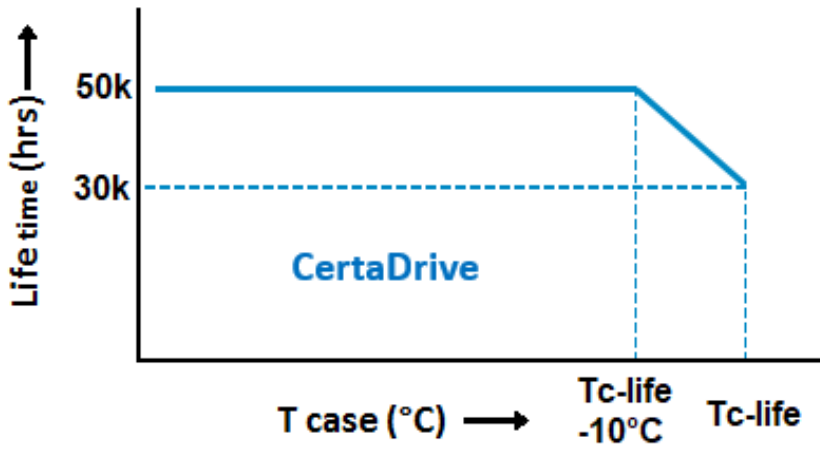 Life time (hrs)
50k
30k
CertaDrive
T case (°C)
Tc-life
-10°C
Tc-life